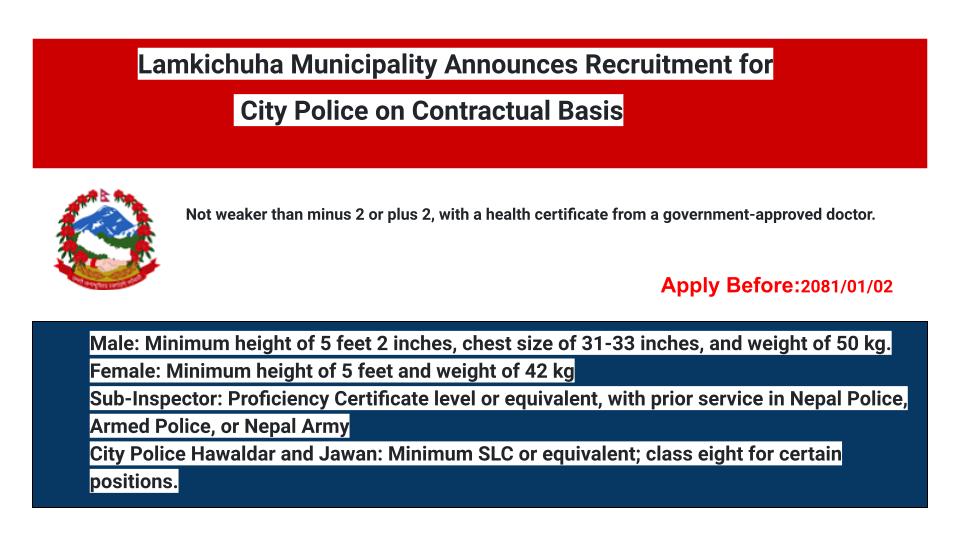 Lamkichuha Municipality Announces Recruitment for
City Police on Contractual Basis
Not weaker than minus 2 or plus 2, with a health certificate from a government-approved doctor.
Apply Before:2081/01/02
Male: Minimum height of 5 feet 2 inches, chest size of 31-33 inches, and weight of 50 kg.
Female: Minimum height of 5 feet and weight of 42 kg
Sub-Inspector: Proficiency Certificate level or equivalent, with prior service in Nepal Police,
Armed Police, or Nepal Army
City Police Hawaldar and Jawan: Minimum SLC or equivalent; class eight for certain
positions.